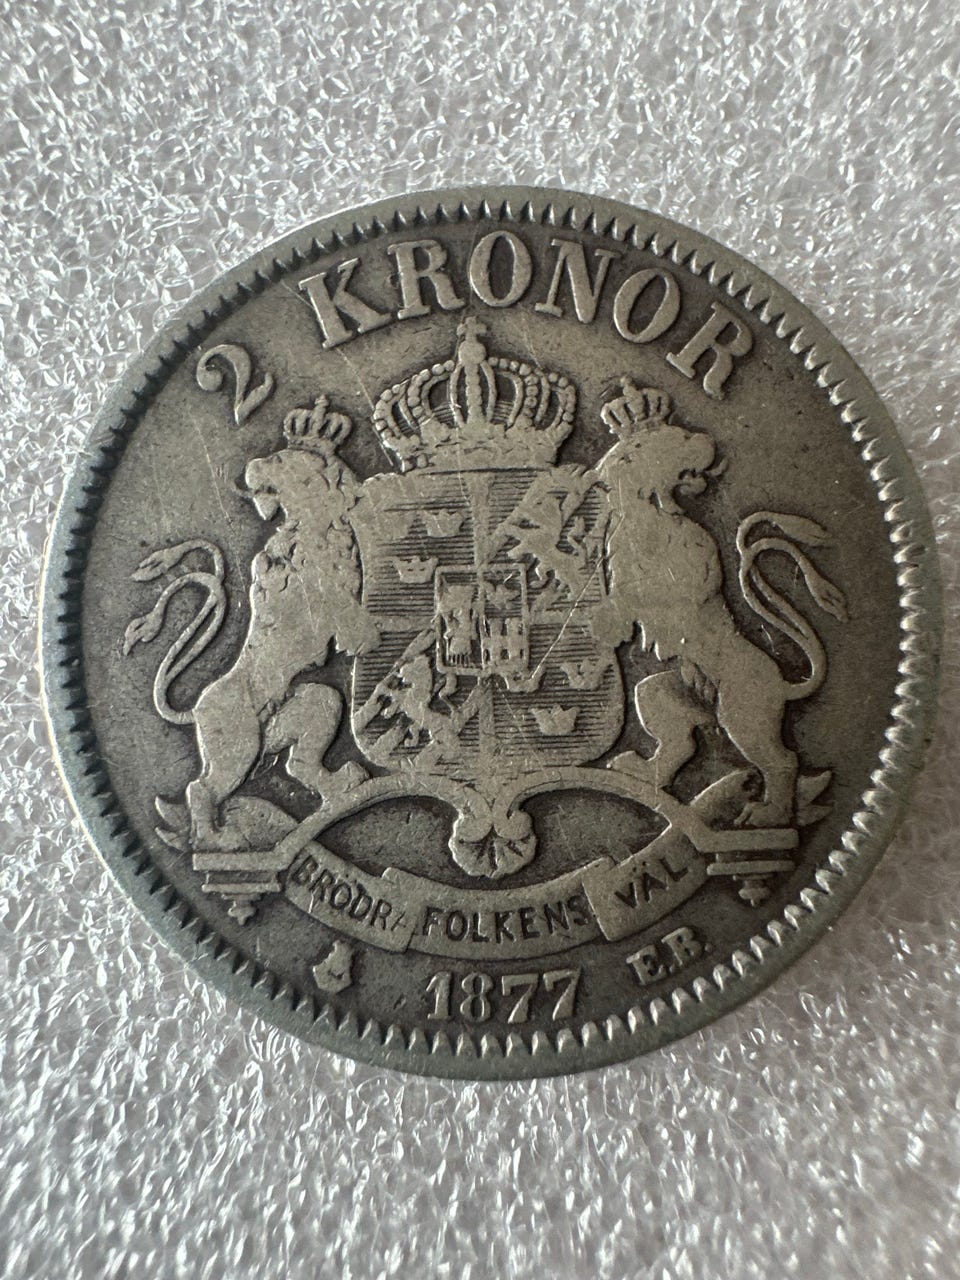 2 KRONOR
BRÖDRA FOLKENS VÄL
1877 E.B.